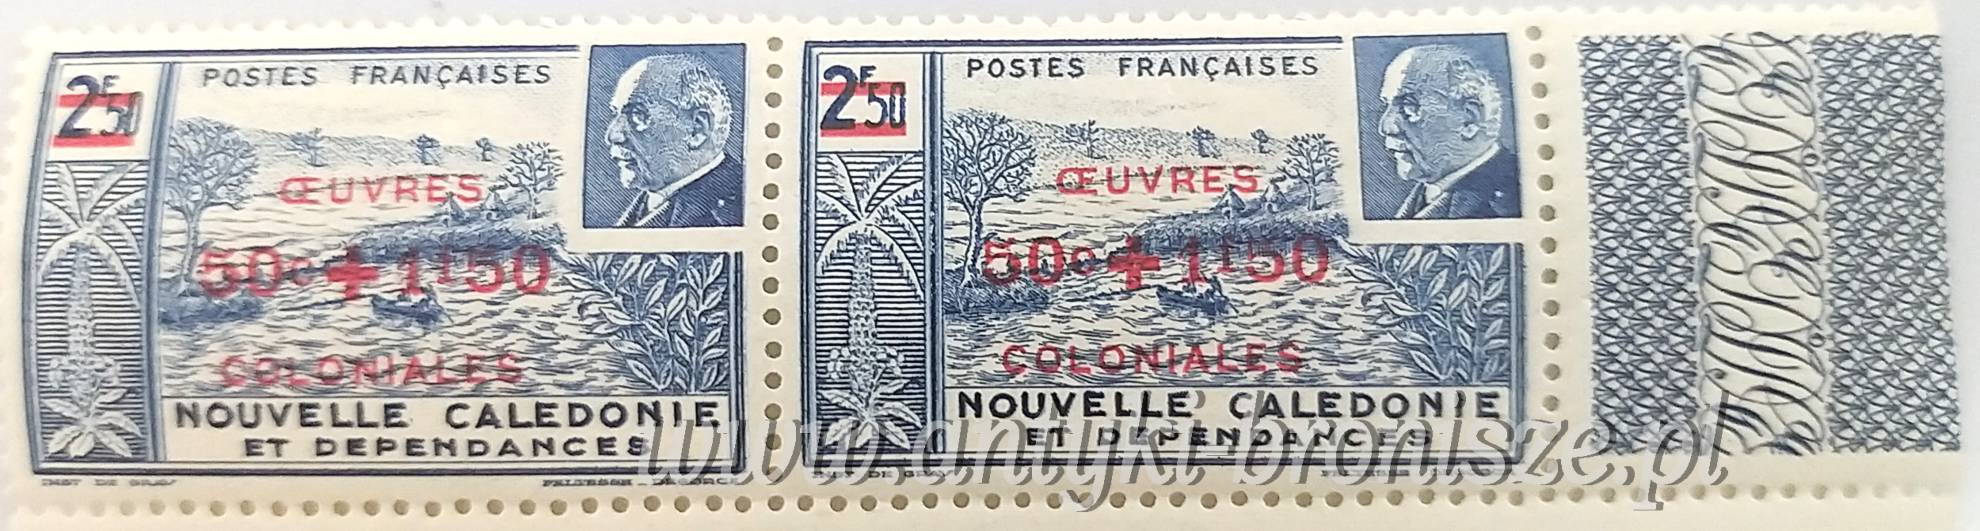 POSTES FRANÇAISES
2F50
ŒUVRES
50c + 1f50
COLONIALES
NOUVELLE CALEDONIE
ET DEPENDANCES
POSTES FRANÇAISES
2F50
ŒUVRES
50c + 1f50
COLONIALES
NOUVELLE CALEDONIE
ET DEPENDANCES
www.antyki-bronisze.pl